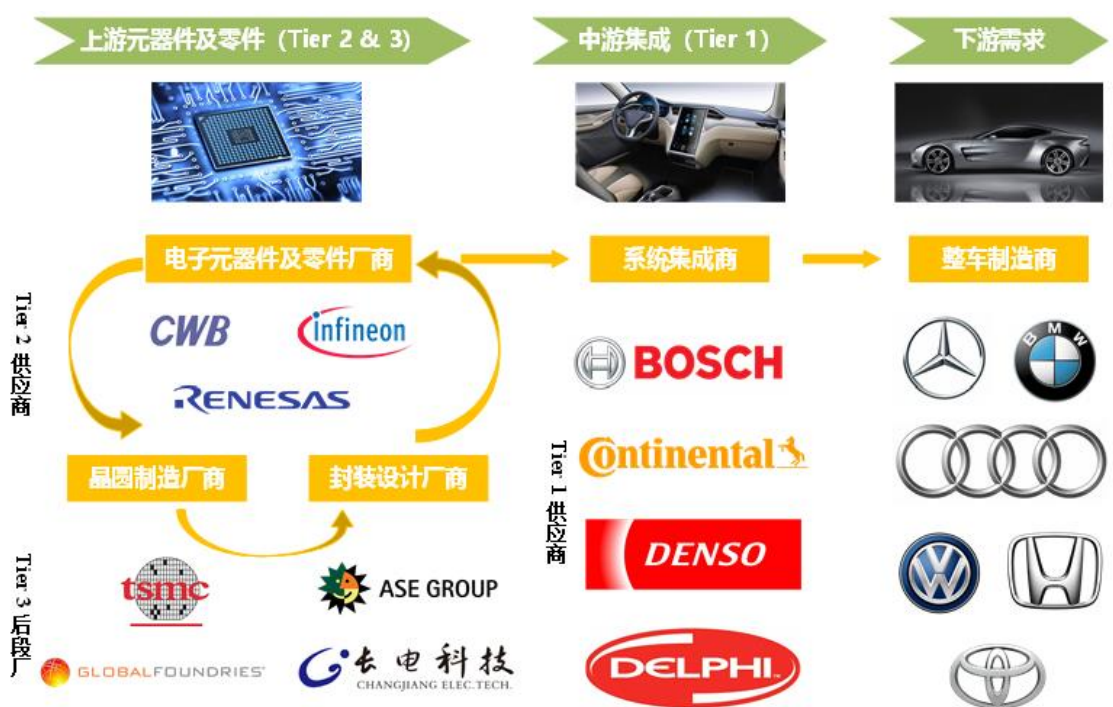 上游元器件及零件（Tier 2 & 3）
中游集成（Tier 1）
下游需求
电子元器件及零件厂商
系统集成商
整车制造商
Tier 2 供应商
CWB
infineon
RENESAS
BOSCH
BMW
晶圆制造厂商
封装设计厂商
Continental
Tier 1 供应商
DENSO
Tier 3 后段厂
tsmc
ASE GROUP
VW
GLOBALFOUNDRIES
长电科技
CHANGJIANG ELEC.TECH.
DELPHI